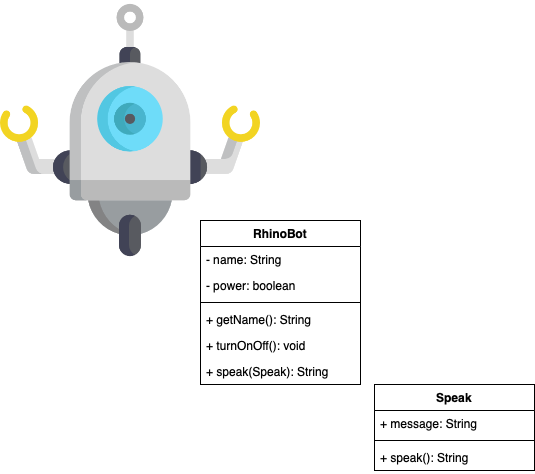 RhinoBot
- name: String
- power: boolean
+ getName(): String
+ turnOnOff(): void
+ speak(Speak): String
Speak
+ message: String
+ speak(): String